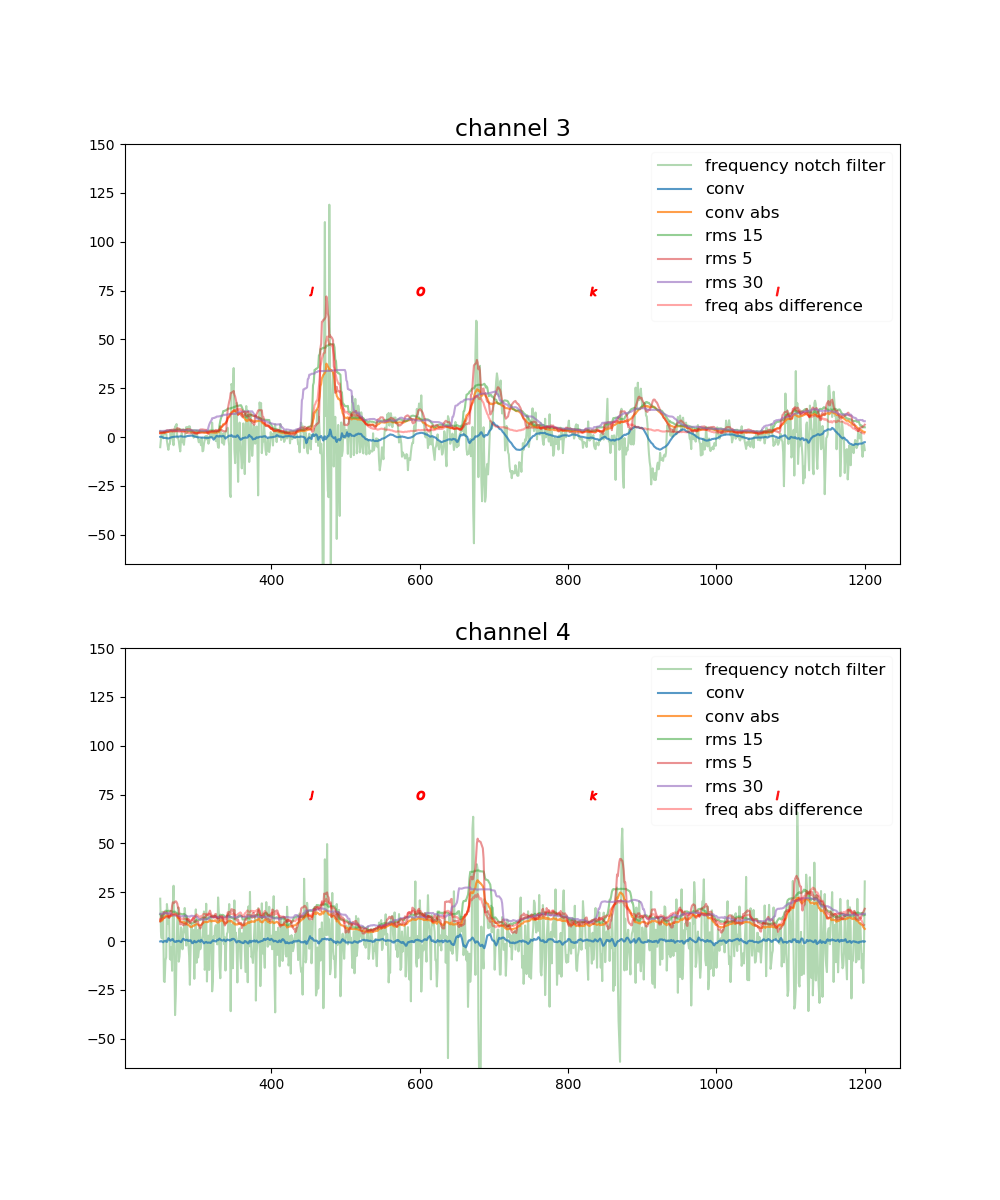 channel 3
150
125
100
75
50
25
0
−25
−50
frequency notch filter
conv
conv abs
rms 15
rms 5
rms 30
freq abs difference
J O k l
400 600 800 1000 1200
channel 4
150
125
100
75
50
25
0
−25
−50
frequency notch filter
conv
conv abs
rms 15
rms 5
rms 30
freq abs difference
J O k l
400 600 800 1000 1200